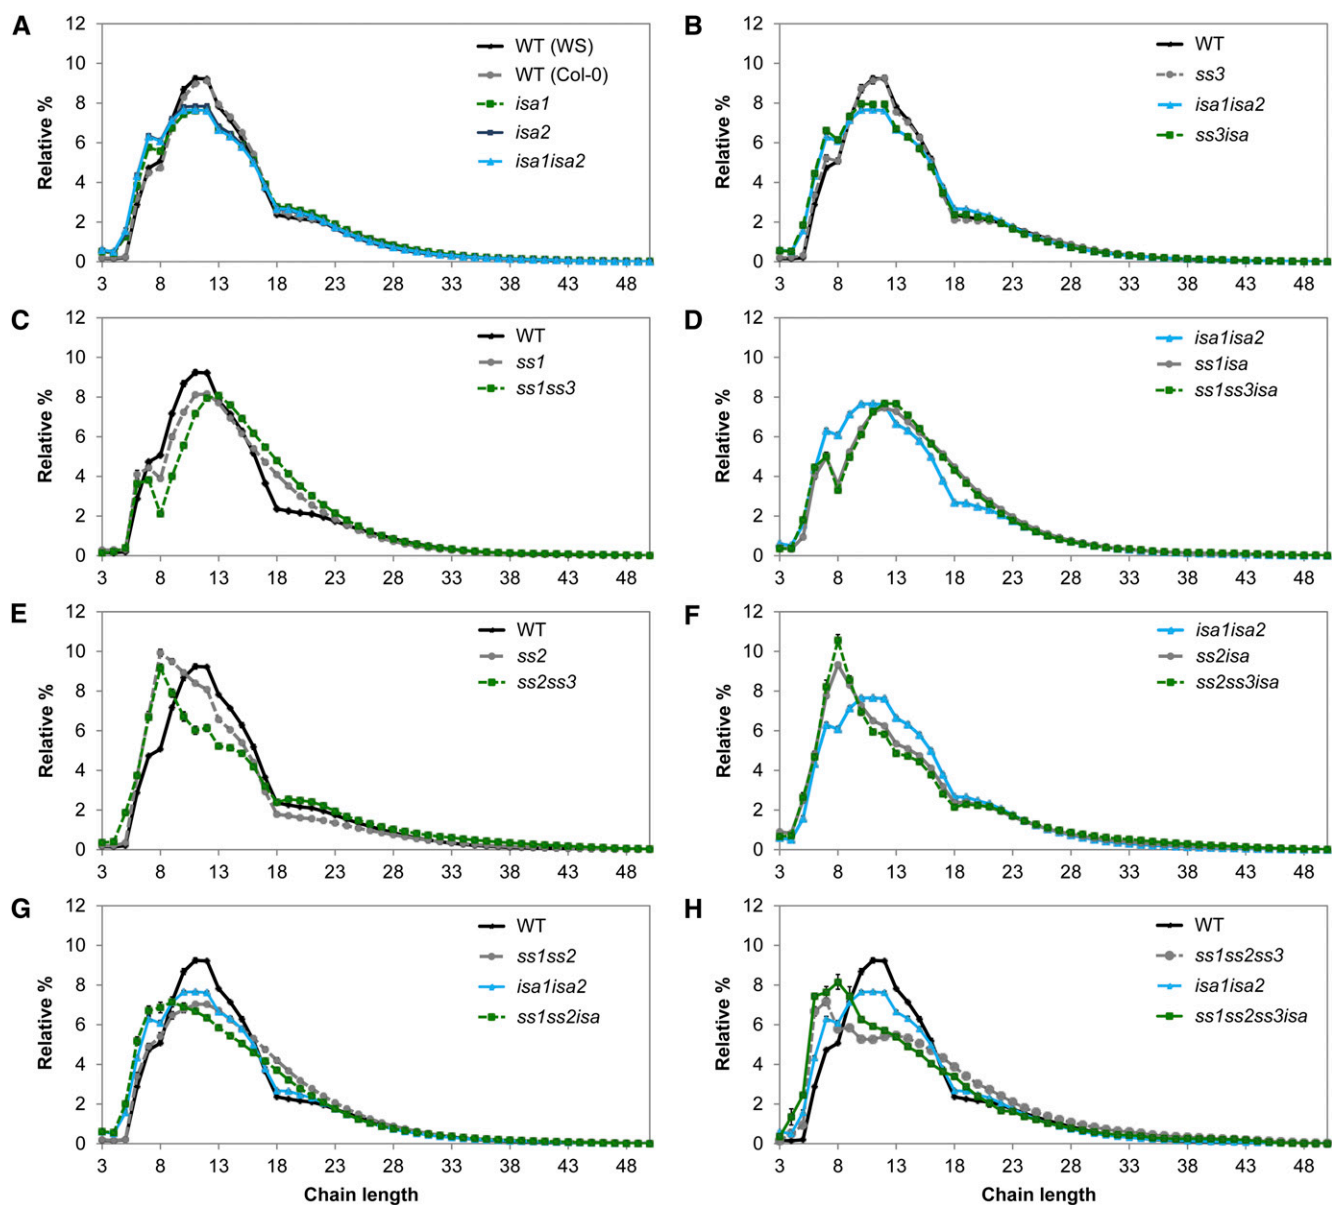 A
Relative %
12
10
8
6
4
2
0
WT (WS)
WT (Col-0)
isa1
isa2
isa1isa2
3 8 13 18 23 28 33 38 43 48
B
Relative %
12
10
8
6
4
2
0
WT
ss3
isa1isa2
ss3isa
3 8 13 18 23 28 33 38 43 48
C
Relative %
12
10
8
6
4
2
0
WT
ss1
ss1ss3
3 8 13 18 23 28 33 38 43 48
D
Relative %
12
10
8
6
4
2
0
isa1isa2
ss1isa
ss1ss3isa
3 8 13 18 23 28 33 38 43 48
E
Relative %
12
10
8
6
4
2
0
WT
ss2
ss2ss3
3 8 13 18 23 28 33 38 43 48
F
Relative %
12
10
8
6
4
2
0
isa1isa2
ss2isa
ss2ss3isa
3 8 13 18 23 28 33 38 43 48
G
Relative %
12
10
8
6
4
2
0
WT
ss1ss2
isa1isa2
ss1ss2isa
3 8 13 18 23 28 33 38 43 48
Chain length
H
Relative %
12
10
8
6
4
2
0
WT
ss1ss2ss3
isa1isa2
ss1ss2ss3isa
3 8 13 18 23 28 33 38 43 48
Chain length